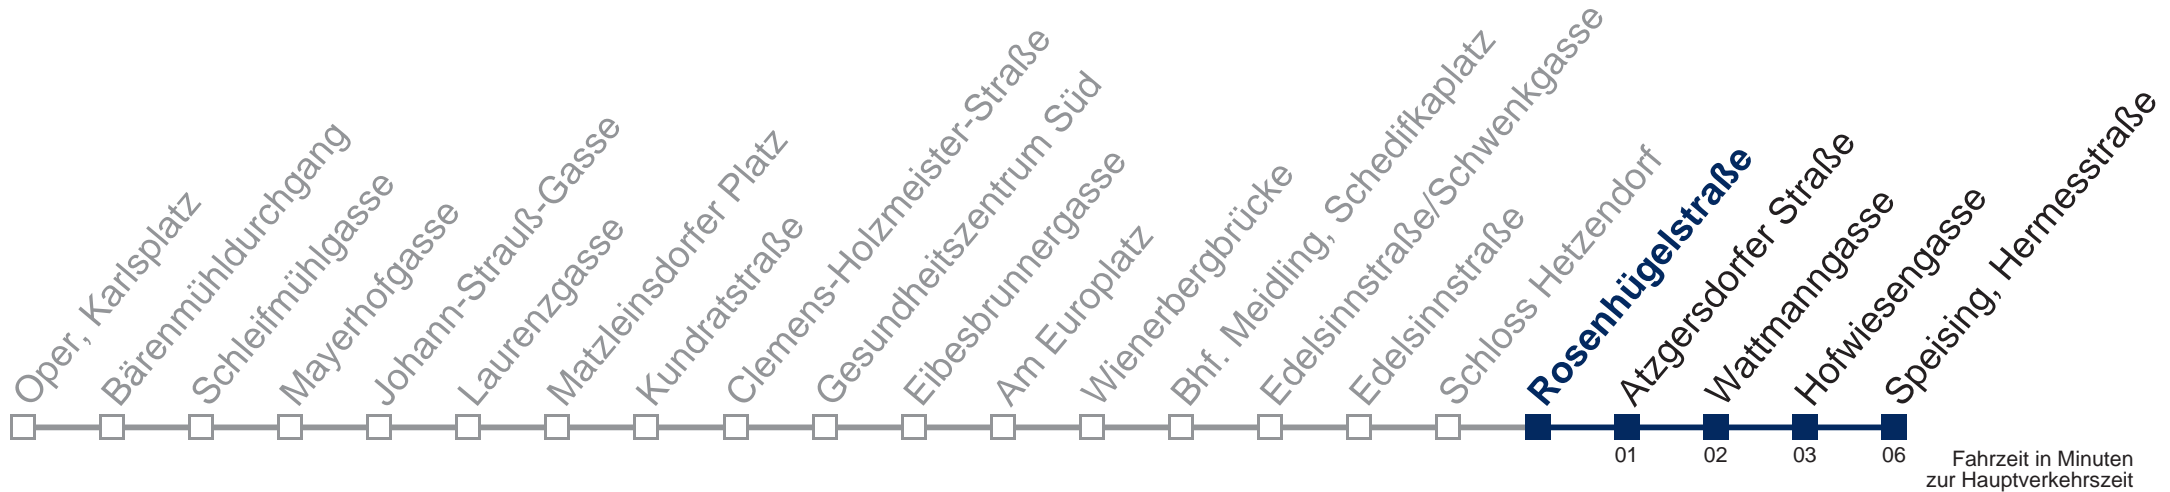 Oper, Karlsplatz
Bärenmühldurchgang
Schleifmühlgasse
Mayerhofgasse
Johann-Strauß-Gasse
Laurenzgasse
Matzleinsdorfer Platz
Kundratstraße
Clemens-Holzmeister-Straße
Gesundheitszentrum Süd
Eibesbrunnergasse
Am Europlatz
Wienerbergbrücke
Bhf. Meidling, Schedifkaplatz
Edelsinnstraße/Schwenkgasse
Edelsinnstraße
Schloss Hetzendorf
Rosenhügelstraße
Atzgersdorfer Straße
Wattmanngasse
Hofwiesengasse
Speising, Hermesstraße
01 02 03 06
Fahrzeit in Minuten
zur Hauptverkehrszeit